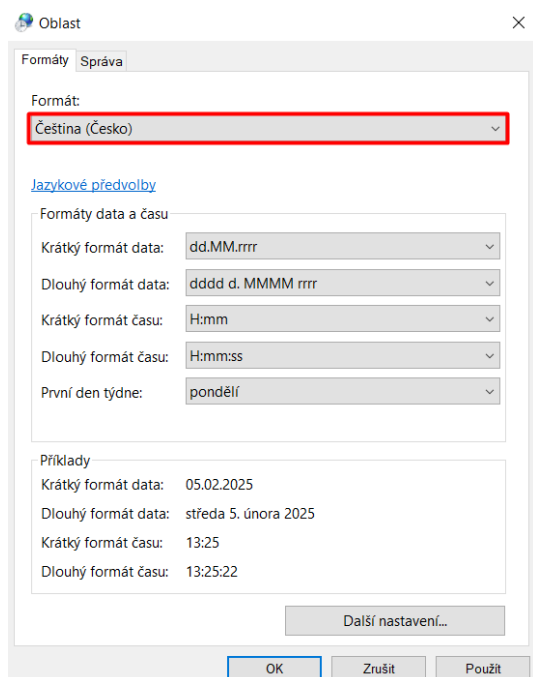 Oblast
Formáty Správa
Formát:
Čeština (Česko)
Jazykové předvolby
Formáty data a času
Krátký formát data: dd.MM.rrrr
Dlouhý formát data: dddd d. MMMM rrrr
Krátký formát času: H:mm
Dlouhý formát času: H:mm:ss
První den týdne: pondělí
Příklady
Krátký formát data: 05.02.2025
Dlouhý formát data: středa 5. února 2025
Krátký formát času: 13:25
Dlouhý formát času: 13:25:22
Další nastavení...
OK Zrušit Použít